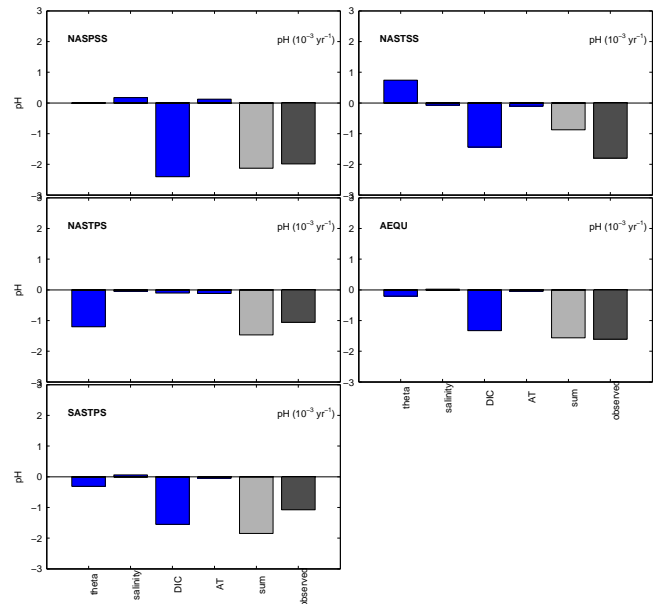 3
NASPSS pH (10⁻³ yr⁻¹)
2
1
pH
0
−1
−2
−3
3
NASTSS pH (10⁻³ yr⁻¹)
2
1
0
−1
−2
−3
3
NASTPS pH (10⁻³ yr⁻¹)
2
1
pH
0
−1
−2
−3
3
AEQU pH (10⁻³ yr⁻¹)
2
1
0
−1
−2
−3
theta
salinity
DIC
AT
sum
observed
3
SASTPS pH (10⁻³ yr⁻¹)
2
1
pH
0
−1
−2
−3
theta
salinity
DIC
AT
sum
observed